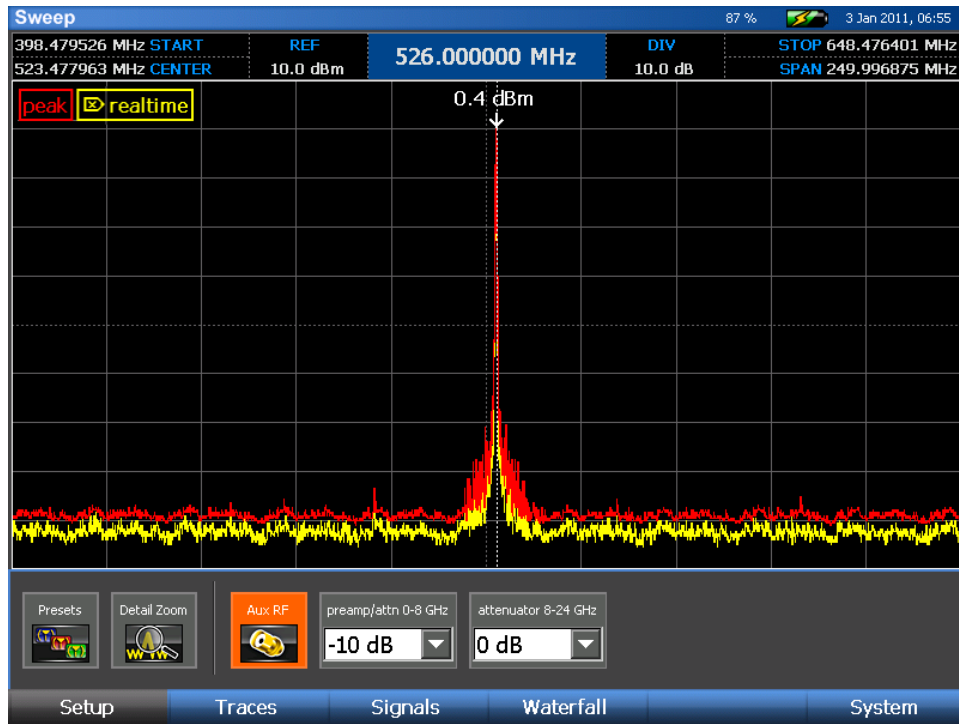 Sweep
87 %
3 Jan 2011, 06:55
398.479526 MHz START
REF
526.000000 MHz
DIV
STOP 648.476401 MHz
523.477963 MHz CENTER
10.0 dBm
10.0 dB
SPAN 249.996875 MHz
peak
realtime
0.4 dBm
Presets
Detail Zoom
Aux RF
preamp/attn 0-8 GHz
attenuator 8-24 GHz
-10 dB
0 dB
Setup
Traces
Signals
Waterfall
System